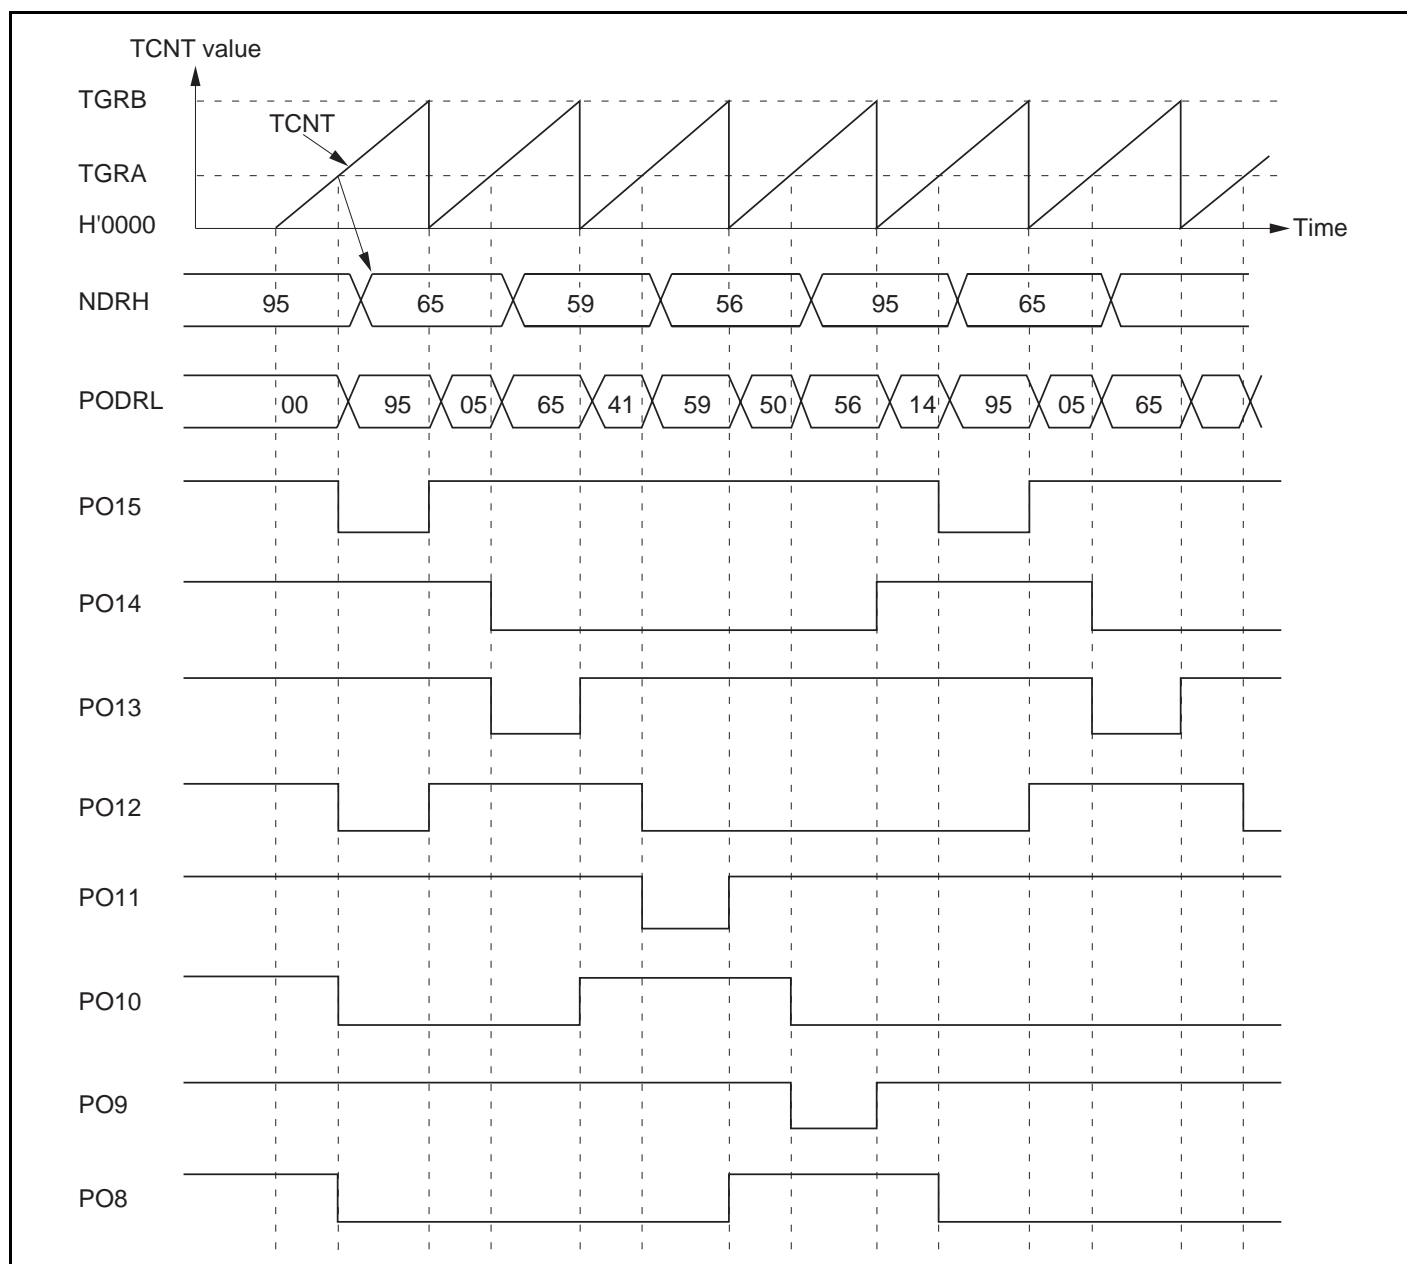 TCNT value
TGRB
TCNT
TGRA
H'0000
Time
NDRH 95 65 59 56 95 65
PODRL 00 95 05 65 41 59 50 56 14 95 05 65
PO15
PO14
PO13
PO12
PO11
PO10
PO9
PO8